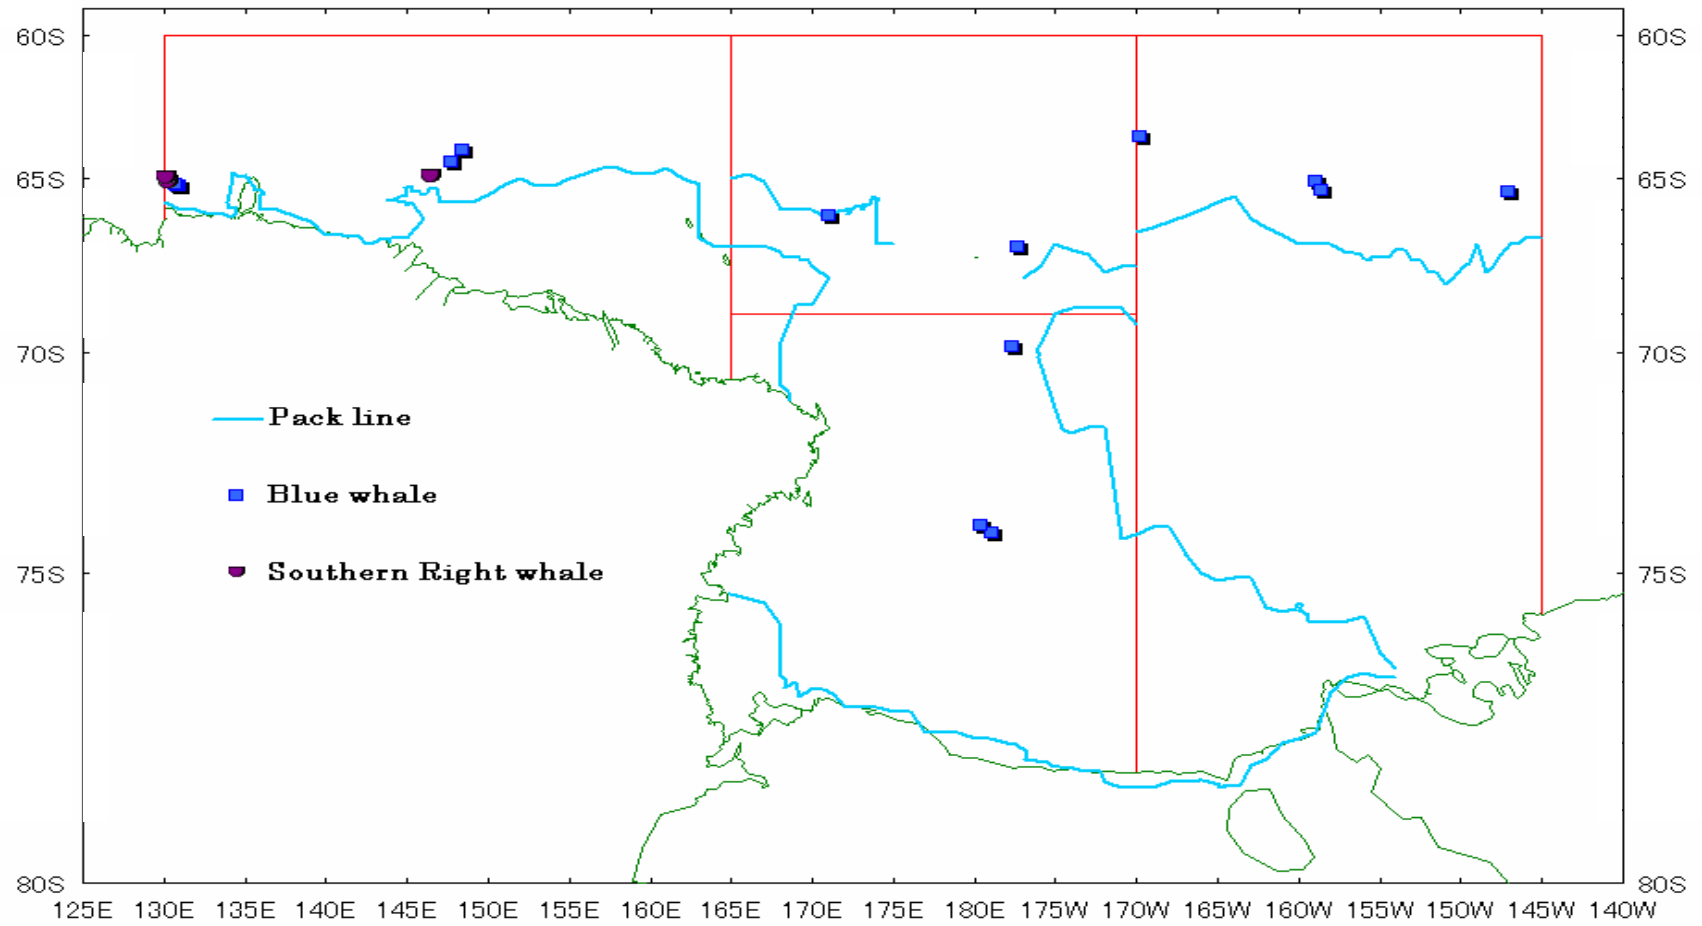 60S 60S
65S 65S
70S 70S
Pack line
Blue whale
Southern Right whale
75S 75S
80S 80S
125E 130E 135E 140E 145E 150E 155E 160E 165E 170E 175E 180E 175W 170W 165W 160W 155W 150W 145W 140W